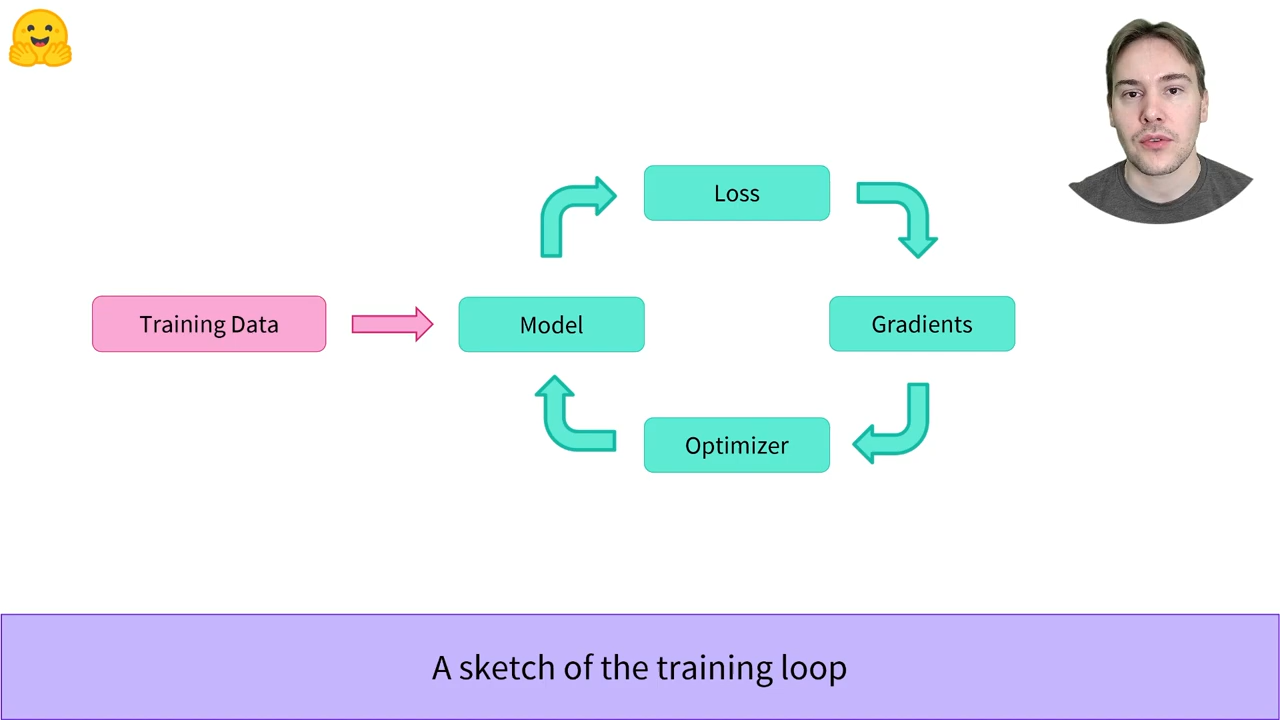 Loss
Training Data
Model
Gradients
Optimizer
A sketch of the training loop